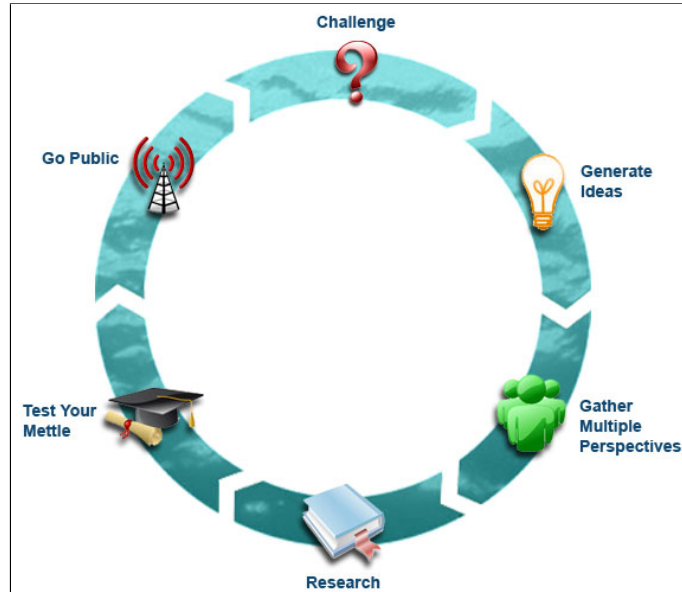 Challenge
Generate
Ideas
Gather
Multiple
Perspectives
Research
Test Your
Mettle
Go Public